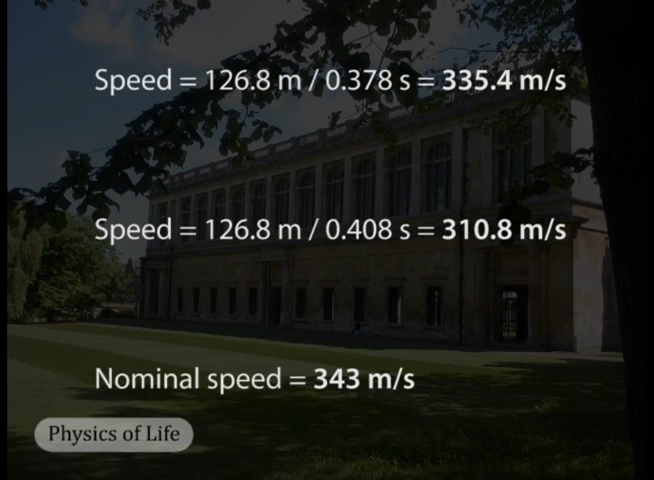 Speed = 126.8 m / 0.378 s = 335.4 m/s
Speed = 126.8 m / 0.408 s = 310.8 m/s
Nominal speed = 343 m/s
Physics of Life